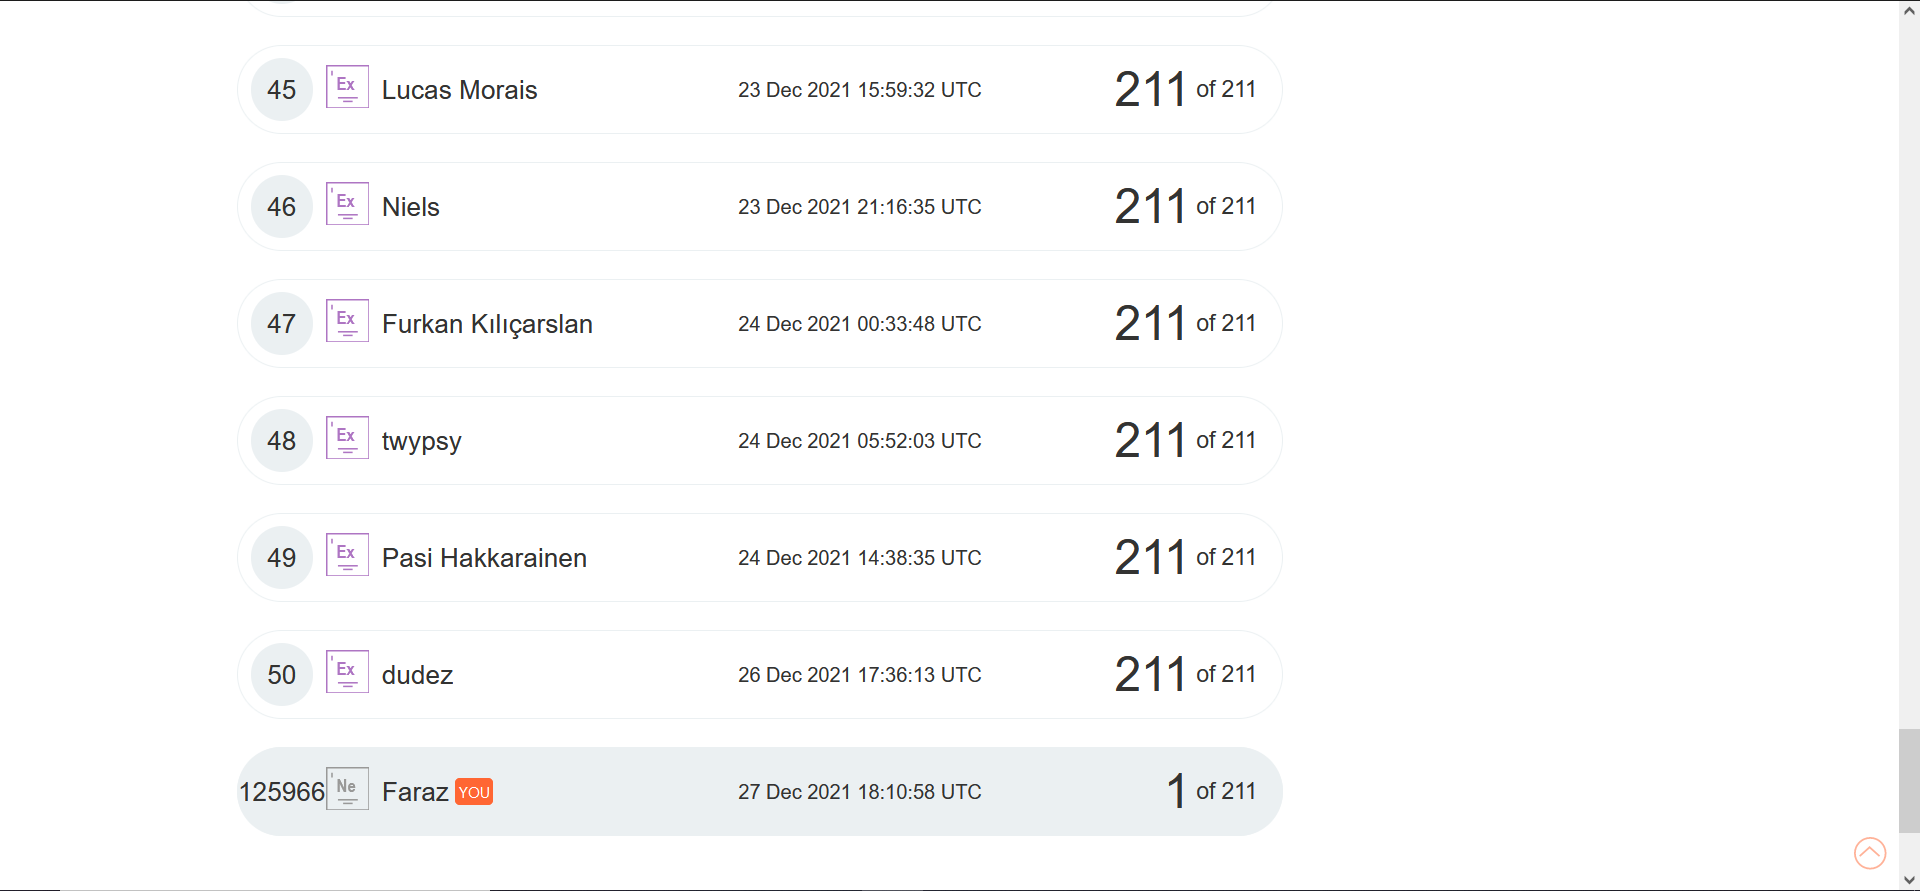 45 Ex Lucas Morais 23 Dec 2021 15:59:32 UTC 211 of 211
46 Ex Niels 23 Dec 2021 21:16:35 UTC 211 of 211
47 Ex Furkan Kılıçarslan 24 Dec 2021 00:33:48 UTC 211 of 211
48 Ex twypsy 24 Dec 2021 05:52:03 UTC 211 of 211
49 Ex Pasi Hakkarainen 24 Dec 2021 14:38:35 UTC 211 of 211
50 Ex dudez 26 Dec 2021 17:36:13 UTC 211 of 211
125966 Ne Faraz YOU 27 Dec 2021 18:10:58 UTC 1 of 211